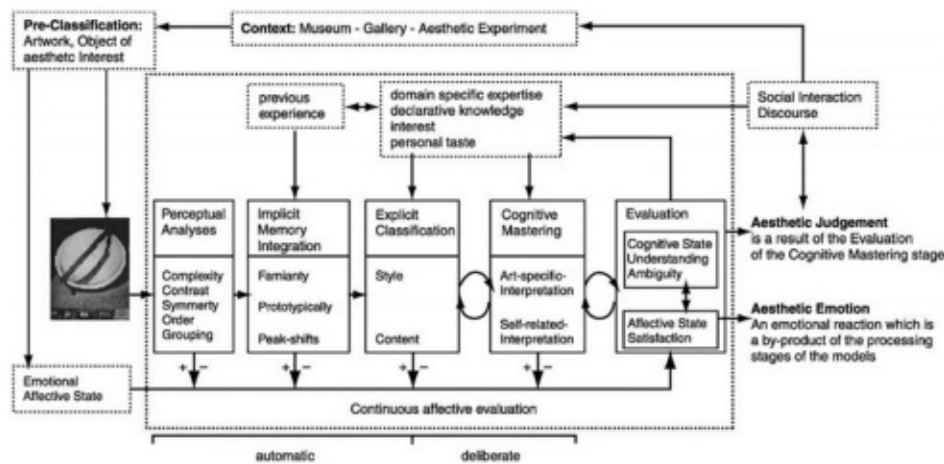 Pre-Classification:
Artwork, Object of
aesthetc Interest
Context: Museum - Gallery - Aesthetic Experiment
previous
experience
domain specific expertise
declarative knowledge
interest
personal taste
Social Interaction
Discourse
Perceptual
Analyses
Complexity
Contrast
Symmerty
Order
Grouping
Implicit
Memory
Integration
Famianty
Prototypically
Peak-shifts
Explicit
Classification
Style
Content
Cognitive
Mastering
Art-specific-
Interpretation
Self-related-
Interpretation
Evaluation
Cognitive State
Understanding
Ambiguity
Affective State
Satisfaction
Aesthetic Judgement
is a result of the Evaluation
of the Cognitive Mastering stage
Aesthetic Emotion
An emotional reaction which is
a by-product of the processing
stages of the models
+ − + − + − + −
Emotional
Affective State
Continuous affective evaluation
automatic
deliberate